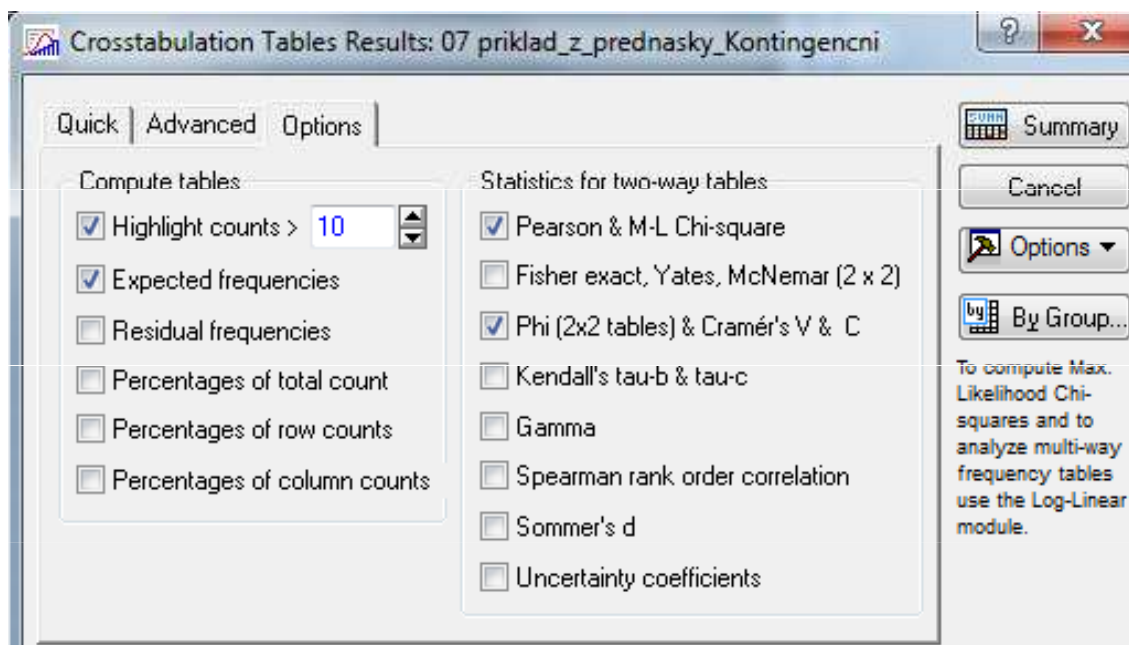 Crosstabulation Tables Results: 07 priklad_z_prednasky_Kontingencni
Quick
Advanced
Options
Compute tables
Highlight counts > 10
Expected frequencies
Residual frequencies
Percentages of total count
Percentages of row counts
Percentages of column counts
Statistics for two-way tables
Pearson & M-L Chi-square
Fisher exact, Yates, McNemar (2 x 2)
Phi (2x2 tables) & Cramér's V & C
Kendall's tau-b & tau-c
Gamma
Spearman rank order correlation
Sommer's d
Uncertainty coefficients
SUMM
Summary
Cancel
Options
by
By Group...
To compute Max.
Likelihood Chi-
squares and to
analyze multi-way
frequency tables
use the Log-Linear
module.